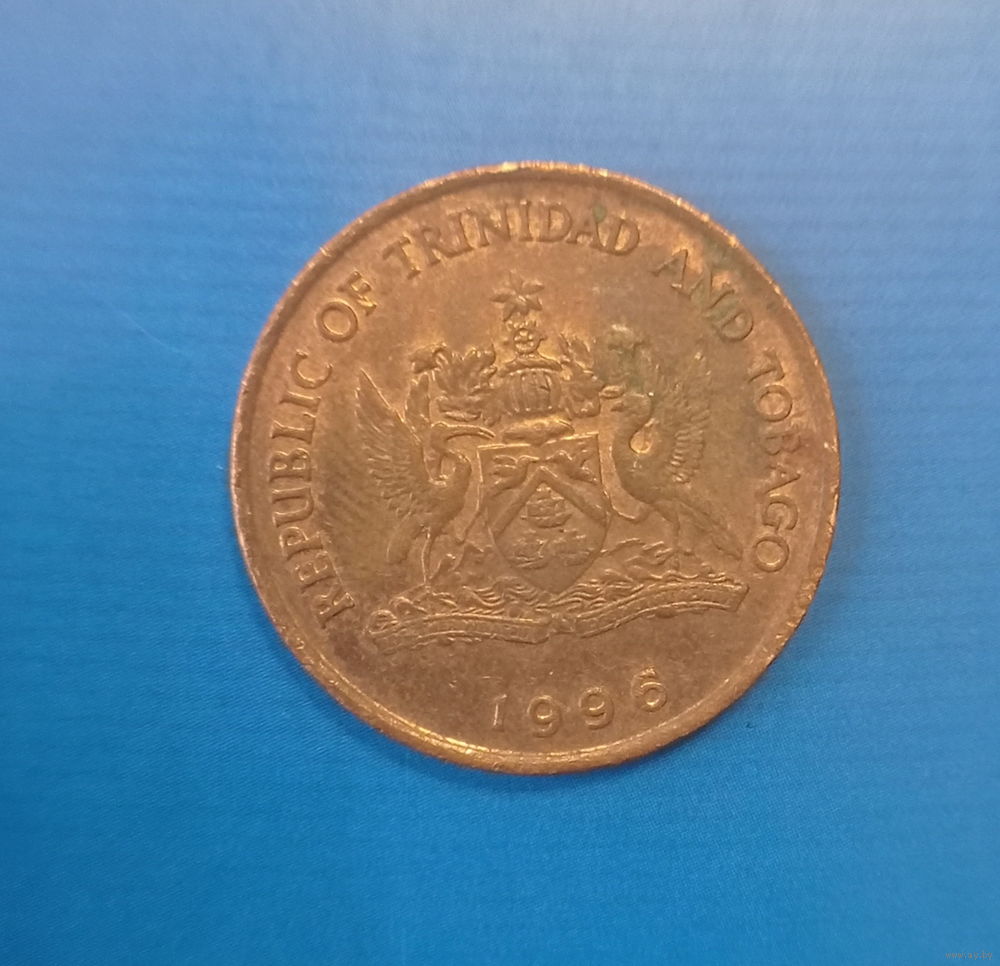 REPUBLIC OF TRINIDAD AND TOBAGO
1996